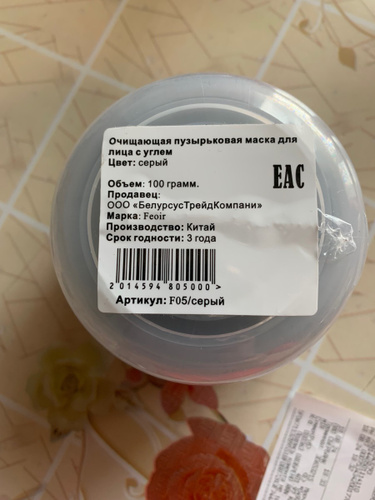 Очищающая пузырьковая маска для
лица с углем
Цвет: серый
EAC
Объем: 100 грамм.
Продавец:
ООО «БелурсусТрейдКомпани»
Марка: Feoir
Производство: Китай
Срок годности: 3 года
2 014594 805000 >
Артикул: F05/серый